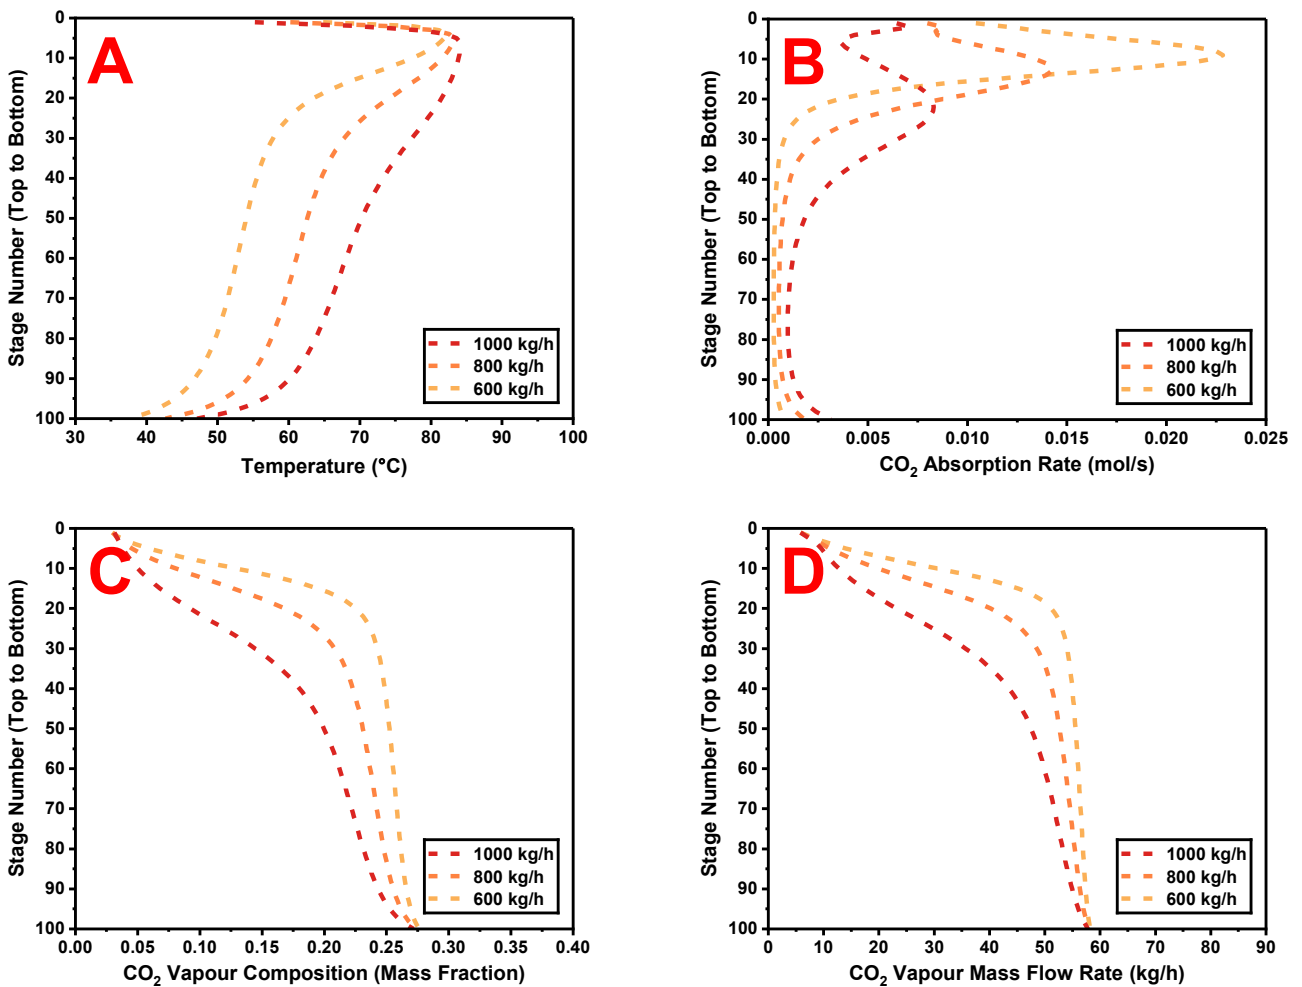 A
Stage Number (Top to Bottom)
0
10
20
30
40
50
60
70
80
90
100
30 40 50 60 70 80 90 100
Temperature (°C)
1000 kg/h
800 kg/h
600 kg/h
B
Stage Number (Top to Bottom)
0
10
20
30
40
50
60
70
80
90
100
0.000 0.005 0.010 0.015 0.020 0.025
CO2 Absorption Rate (mol/s)
1000 kg/h
800 kg/h
600 kg/h
C
Stage Number (Top to Bottom)
0
10
20
30
40
50
60
70
80
90
100
0.00 0.05 0.10 0.15 0.20 0.25 0.30 0.35 0.40
CO2 Vapour Composition (Mass Fraction)
1000 kg/h
800 kg/h
600 kg/h
D
Stage Number (Top to Bottom)
0
10
20
30
40
50
60
70
80
90
100
0 10 20 30 40 50 60 70 80 90
CO2 Vapour Mass Flow Rate (kg/h)
1000 kg/h
800 kg/h
600 kg/h